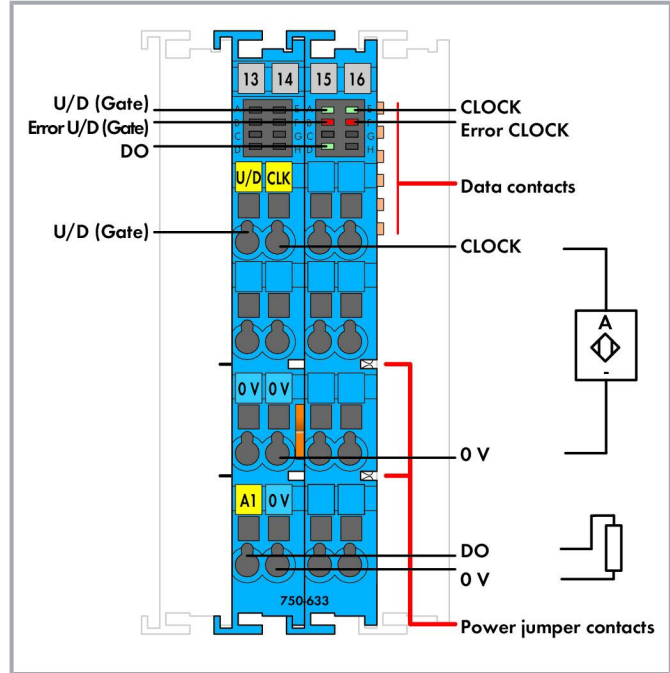 13 14 15 16
U/D (Gate)
Error U/D (Gate)
DO
A E A E
B F B F
C G C G
D H D H
CLOCK
Error CLOCK
U/D CLK
Data contacts
U/D (Gate)
CLOCK
A
-
0 V 0 V
0 V
A1 0 V
DO
0 V
750-633
Power jumper contacts